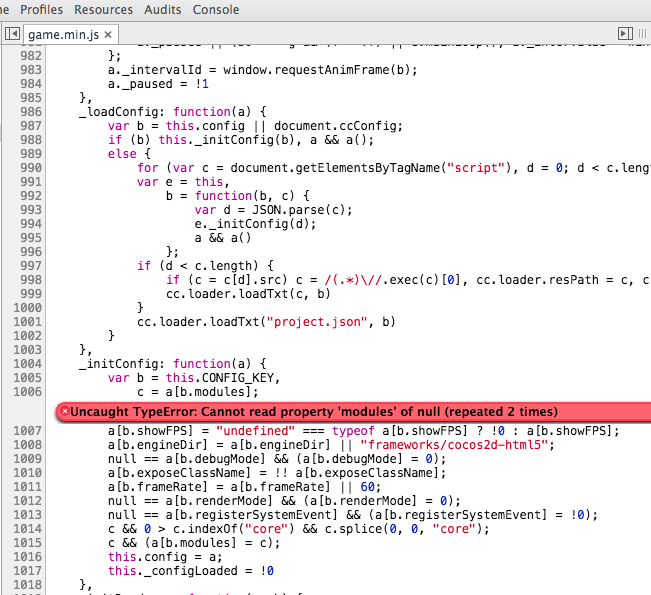 ne Profiles Resources Audits Console
game.min.js ×
982 };
983 a._intervalId = window.requestAnimFrame(b);
984 a._paused = !1
985 },
986 _loadConfig: function(a) {
987 var b = this.config || document.ccConfig;
988 if (b) this._initConfig(b), a && a();
989 else {
990 for (var c = document.getElementsByTagName("script"), d = 0; d < c.leng
991 var e = this,
992 b = function(b, c) {
993 var d = JSON.parse(c);
994 e._initConfig(d);
995 a && a()
996 };
997 if (d < c.length) {
998 if (c = c[d].src) c = /(.*)\//.exec(c)[0], cc.loader.resPath = c, c
999 cc.loader.loadTxt(c, b)
1000 }
1001 cc.loader.loadTxt("project.json", b)
1002 }
1003 },
1004 _initConfig: function(a) {
1005 var b = this.CONFIG_KEY,
1006 c = a[b.modules];
Uncaught TypeError: Cannot read property 'modules' of null (repeated 2 times)
1007 a[b.showFPS] = "undefined" === typeof a[b.showFPS] ? !0 : a[b.showFPS];
1008 a[b.engineDir] = a[b.engineDir] || "frameworks/cocos2d-html5";
1009 null == a[b.debugMode] && (a[b.debugMode] = 0);
1010 a[b.exposeClassName] = !! a[b.exposeClassName];
1011 a[b.frameRate] = a[b.frameRate] || 60;
1012 null == a[b.renderMode] && (a[b.renderMode] = 0);
1013 null == a[b.registerSystemEvent] && (a[b.registerSystemEvent] = !0);
1014 c && 0 > c.indexOf("core") && c.splice(0, 0, "core");
1015 c && (a[b.modules] = c);
1016 this.config = a;
1017 this._configLoaded = !0
1018 },